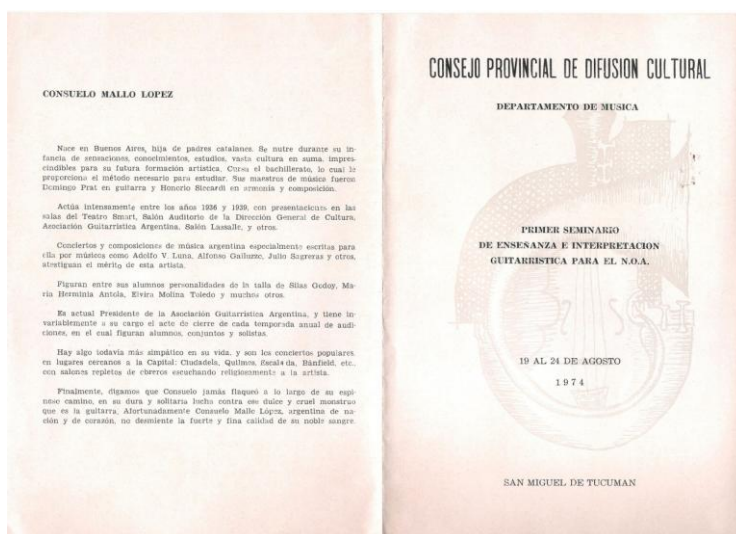 CONSUELO MALLO LOPEZ
Nace en Buenos Aires, hija de padres catalanes. Se nutre durante su in-
fancia de sensaciones, conocimientos, estudios, vasta cultura en suma, impres-
cindibles para su futura formación artística. Cursa el bachillerato, lo cual le
proporciona el método necesario para estudiar. Sus maestros de música fueron
Domingo Prat en guitarra y Honorio Siccardi en armonía y composición.
Actúa intensamente entre los años 1936 y 1939, con presentaciones en las
salas del Teatro Smart, Salón Auditorio de la Dirección General de Cultura,
Asociación Guitarrística Argentina, Salón Lassalle, y otros.
Conciertos y composiciones de música argentina especialmente escritas para
ella por músicos como Adolfo V. Luna, Alfonso Galluzzo, Julio Sagreras y otros,
atestiguan el mérito de esta artista.
Figuran entre sus alumnos personalidades de la talla de Silas Godoy, Ma-
ría Herminia Antola, Elvira Molina Toledo y muchos otros.
Es actual Presidente de la Asociación Guitarrística Argentina, y tiene in-
variablemente a su cargo el acto de cierre de cada temporada anual de audi-
ciones, en el cual figuran alumnos, conjuntos y solistas.
Hay algo todavía más simpático en su vida, y son los conciertos populares
en lugares cercanos a la Capital: Ciudadela, Quilmes, Escalada, Bánfield, etc.,
con salones repletos de obreros escuchando religiosamente a la artista.
Finalmente, digamos que Consuelo jamás flaqueó a lo largo de su espi-
noso camino, en su dura y solitaria lucha contra ese dulce y cruel monstruo
que es la guitarra. Afortunadamente Consuelo Mallo López, argentina de na-
ción y de corazón, no desmiente la fuerte y fina calidad de su noble sangre.
CONSEJO PROVINCIAL DE DIFUSION CULTURAL
DEPARTAMENTO DE MUSICA
PRIMER SEMINARIO
DE ENSEÑANZA E INTERPRETACION
GUITARRISTICA PARA EL N.O.A.
19 AL 24 DE AGOSTO
1974
SAN MIGUEL DE TUCUMAN